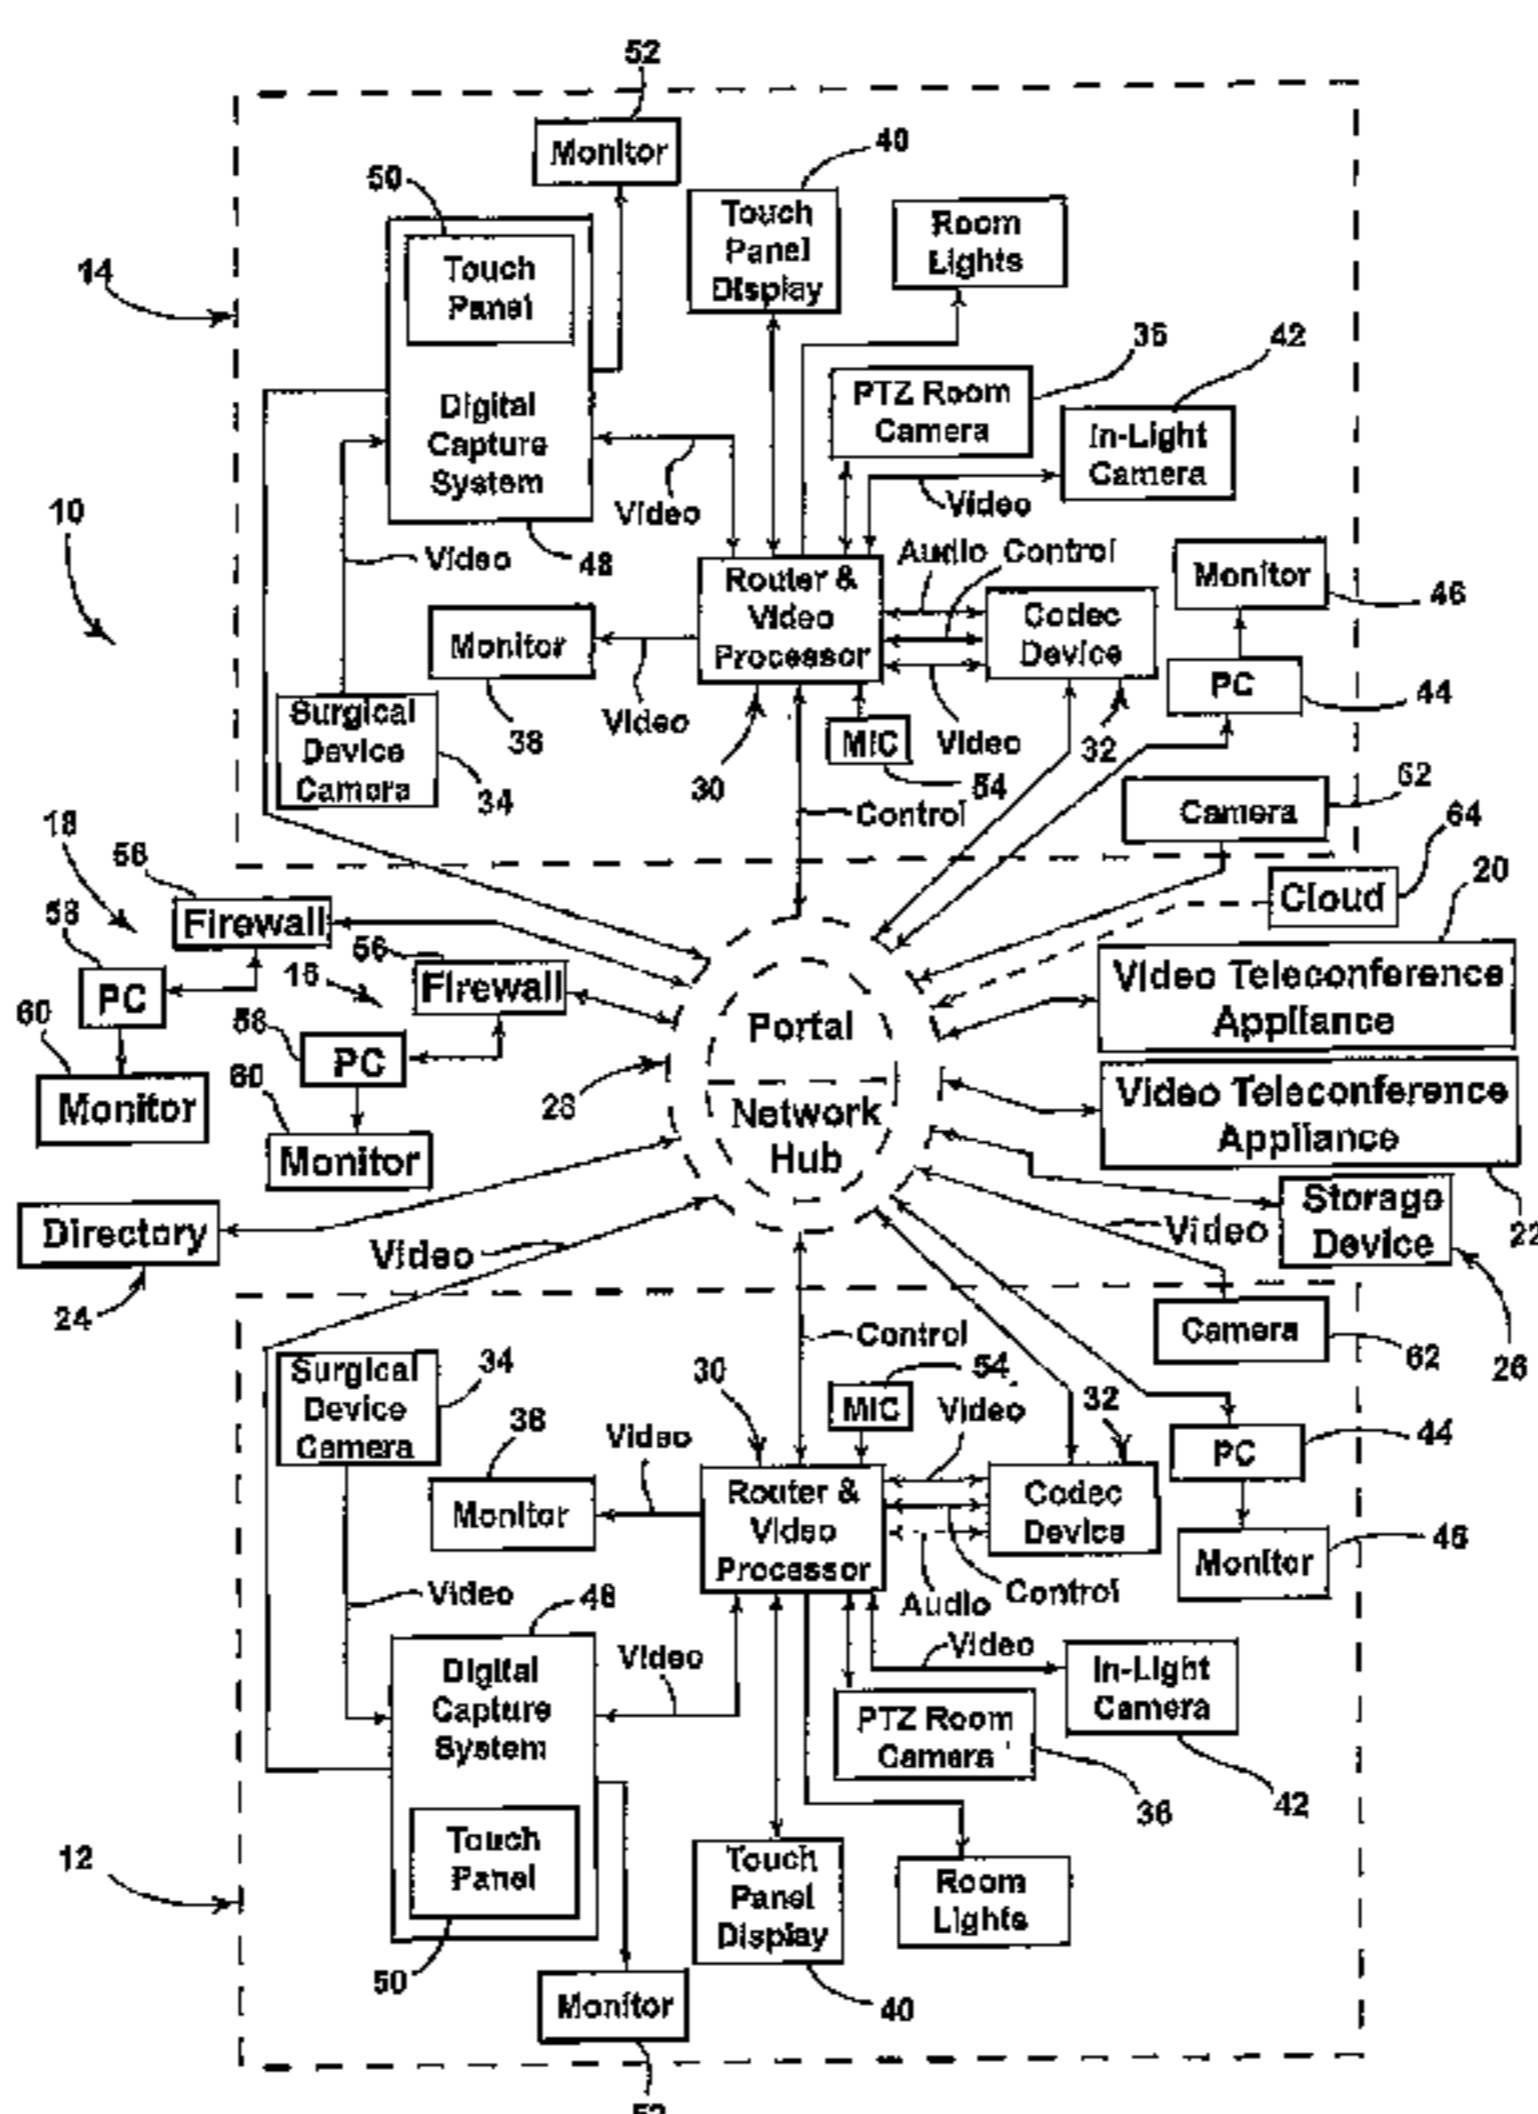 52
Monitor
40
50
Touch
Panel
Touch
Panel
Display
Room
Lights
14
36
42
PTZ Room
Camera
In-Light
Camera
Digital
Capture
System
Video
Video
10
Video
48
Audio Control
Monitor
46
Router &
Video
Processor
Codec
Device
Monitor
PC
44
Surgical
Device
Camera
34
38
Video
30
MIC
54
Video
32
Control
62
Camera
64
Cloud
20
18
56
Firewall
58
PC
56
Firewall
16
Video Teleconference
Appliance
60
Monitor
58
PC
60
Monitor
28
Portal
Network
Hub
Video Teleconference
Appliance
22
Storage
Device
26
Directory
24
Video
Video
Camera
62
Control
Surgical
Device
Camera
34
30
54
MIC
Video
32
38
Video
Monitor
Router &
Video
Processor
Codec
Device
PC
44
Monitor
46
Video
48
Audio
Control
Video
Digital
Capture
System
Video
In-Light
Camera
PTZ Room
Camera
36
42
12
Touch
Panel
50
Touch
Panel
Display
40
Room
Lights
Monitor